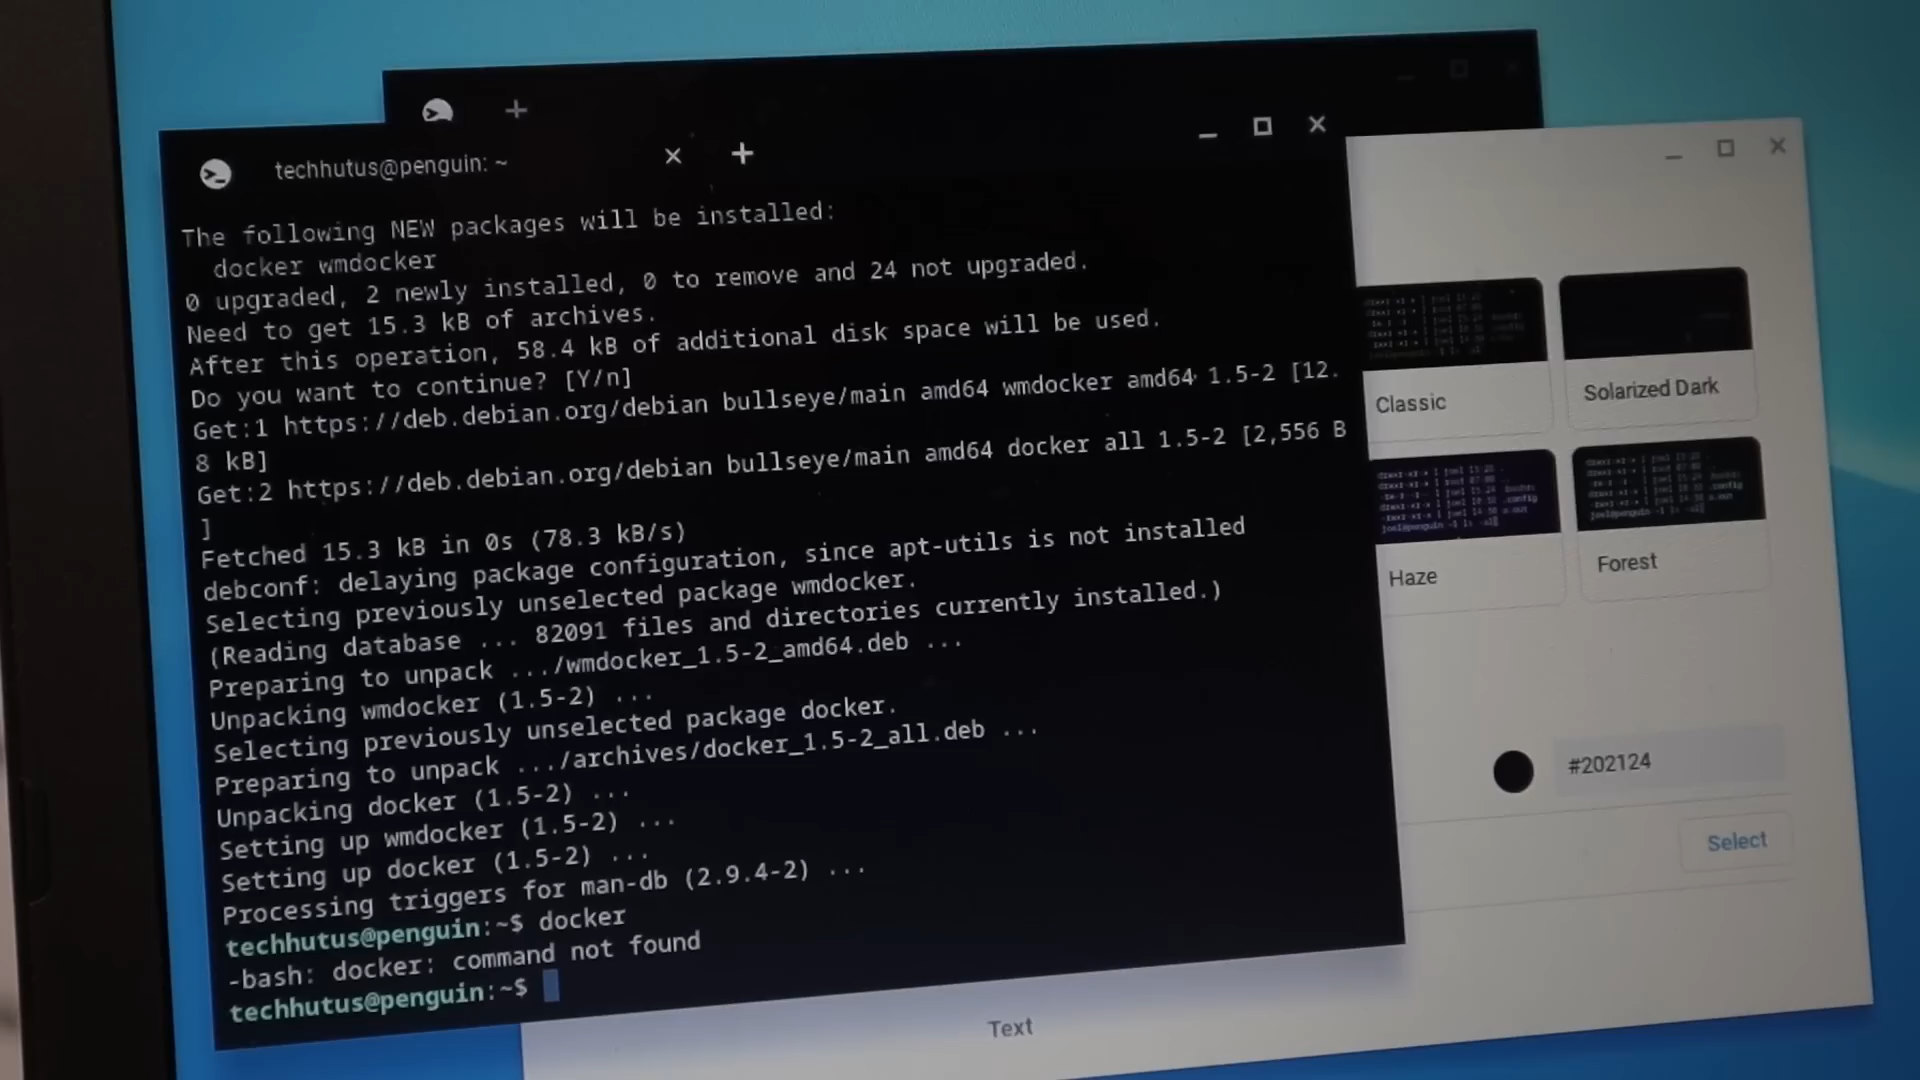 techhutus@penguin: ~
The following NEW packages will be installed:
docker wmdocker
0 upgraded, 2 newly installed, 0 to remove and 24 not upgraded.
Need to get 15.3 kB of archives.
After this operation, 58.4 kB of additional disk space will be used.
Do you want to continue? [Y/n]
Get:1 https://deb.debian.org/debian bullseye/main amd64 wmdocker amd64 1.5-2 [12.
8 kB]
Get:2 https://deb.debian.org/debian bullseye/main amd64 docker all 1.5-2 [2,556 B
]
Fetched 15.3 kB in 0s (78.3 kB/s)
debconf: delaying package configuration, since apt-utils is not installed
Selecting previously unselected package wmdocker.
(Reading database ... 82091 files and directories currently installed.)
Preparing to unpack .../wmdocker_1.5-2_amd64.deb ...
Unpacking wmdocker (1.5-2) ...
Selecting previously unselected package docker.
Preparing to unpack .../archives/docker_1.5-2_all.deb ...
Unpacking docker (1.5-2) ...
Setting up wmdocker (1.5-2) ...
Setting up docker (1.5-2) ...
Processing triggers for man-db (2.9.4-2) ...
techhutus@penguin:~$ docker
-bash: docker: command not found
techhutus@penguin:~$
Classic
Solarized Dark
Haze
Forest
#202124
Select
Text